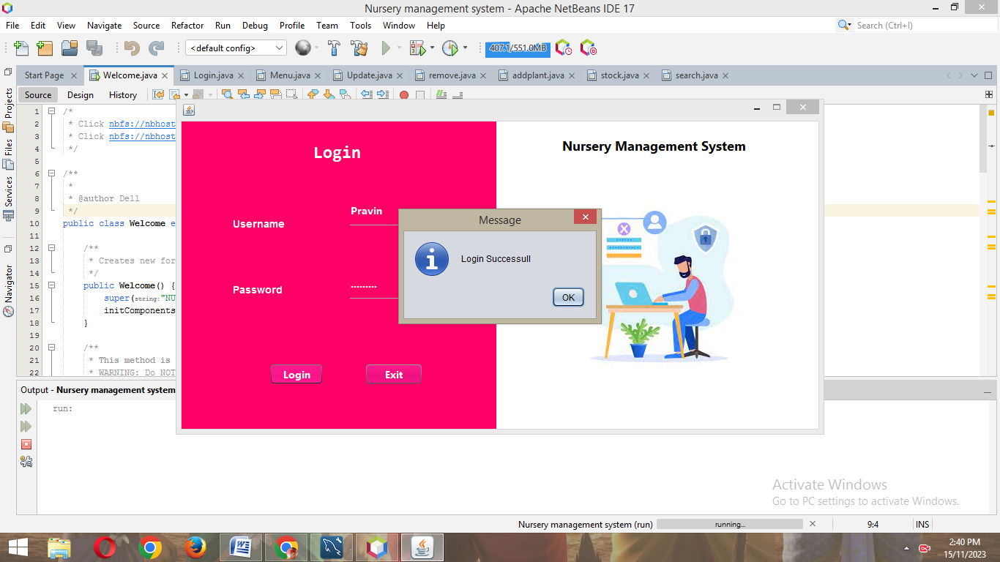 Nursery management system - Apache NetBeans IDE 17
File Edit View Navigate Source Refactor Run Debug Profile Team Tools Window Help
Search (Ctrl+I)
<default config>
407.1/551.0MB
Start Page Welcome.java Login.java Menu.java Update.java remove.java addplant.java stock.java search.java
Source Design History
Projects
Files
Services
Navigator
1 /*
2 * Click nbfs://nbhost
3 * Click nbfs://nbhost
4 */
5
6 /**
7 *
8 * @author Dell
9 */
10 public class Welcome e
11
12 /**
13 * Creates new for
14 */
15 public Welcome() {
16 super(string:"NU
17 initComponents
18 }
19
20 /**
21 * This method is
22 * WARNING: Do NOT
Login
Username
Pravin
Password
.........
Login
Exit
Nursery Management System
Message
Login Successull
OK
Output - Nursery management system
run:
Activate Windows
Go to PC settings to activate Windows.
Nursery management system (run) running... 9:4 INS
2:40 PM
15/11/2023